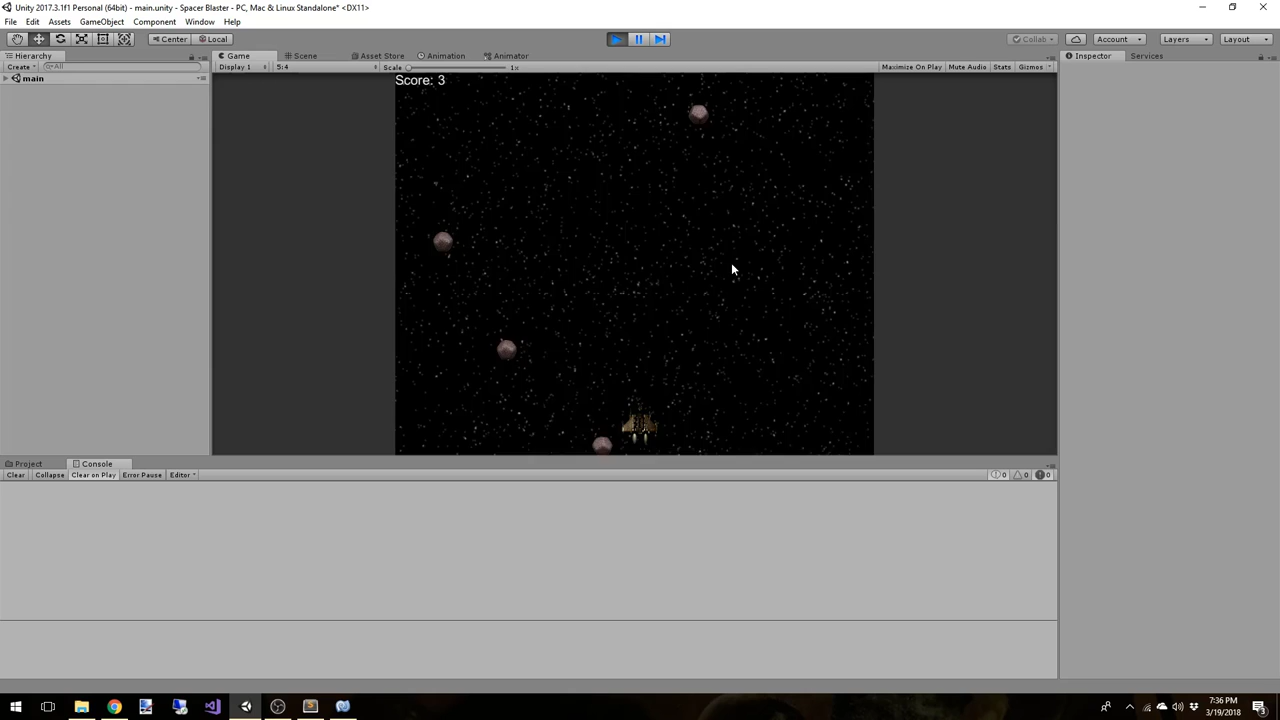 Unity 2017.3.1f1 Personal (64bit) - main.unity - Spacer Blaster - PC, Mac & Linux Standalone* <DX11>
File Edit Assets GameObject Component Window Help
Center Local Collab Account Layers Layout
Hierarchy Game Scene Asset Store Animation Animator Inspector Services
Create All Display 1 5:4 Scale 1x Maximize On Play Mute Audio Stats Gizmos
main
Score: 3
Project Console
Clear Collapse Clear on Play Error Pause Editor 0 0 0
7:36 PM
3/19/2018
3